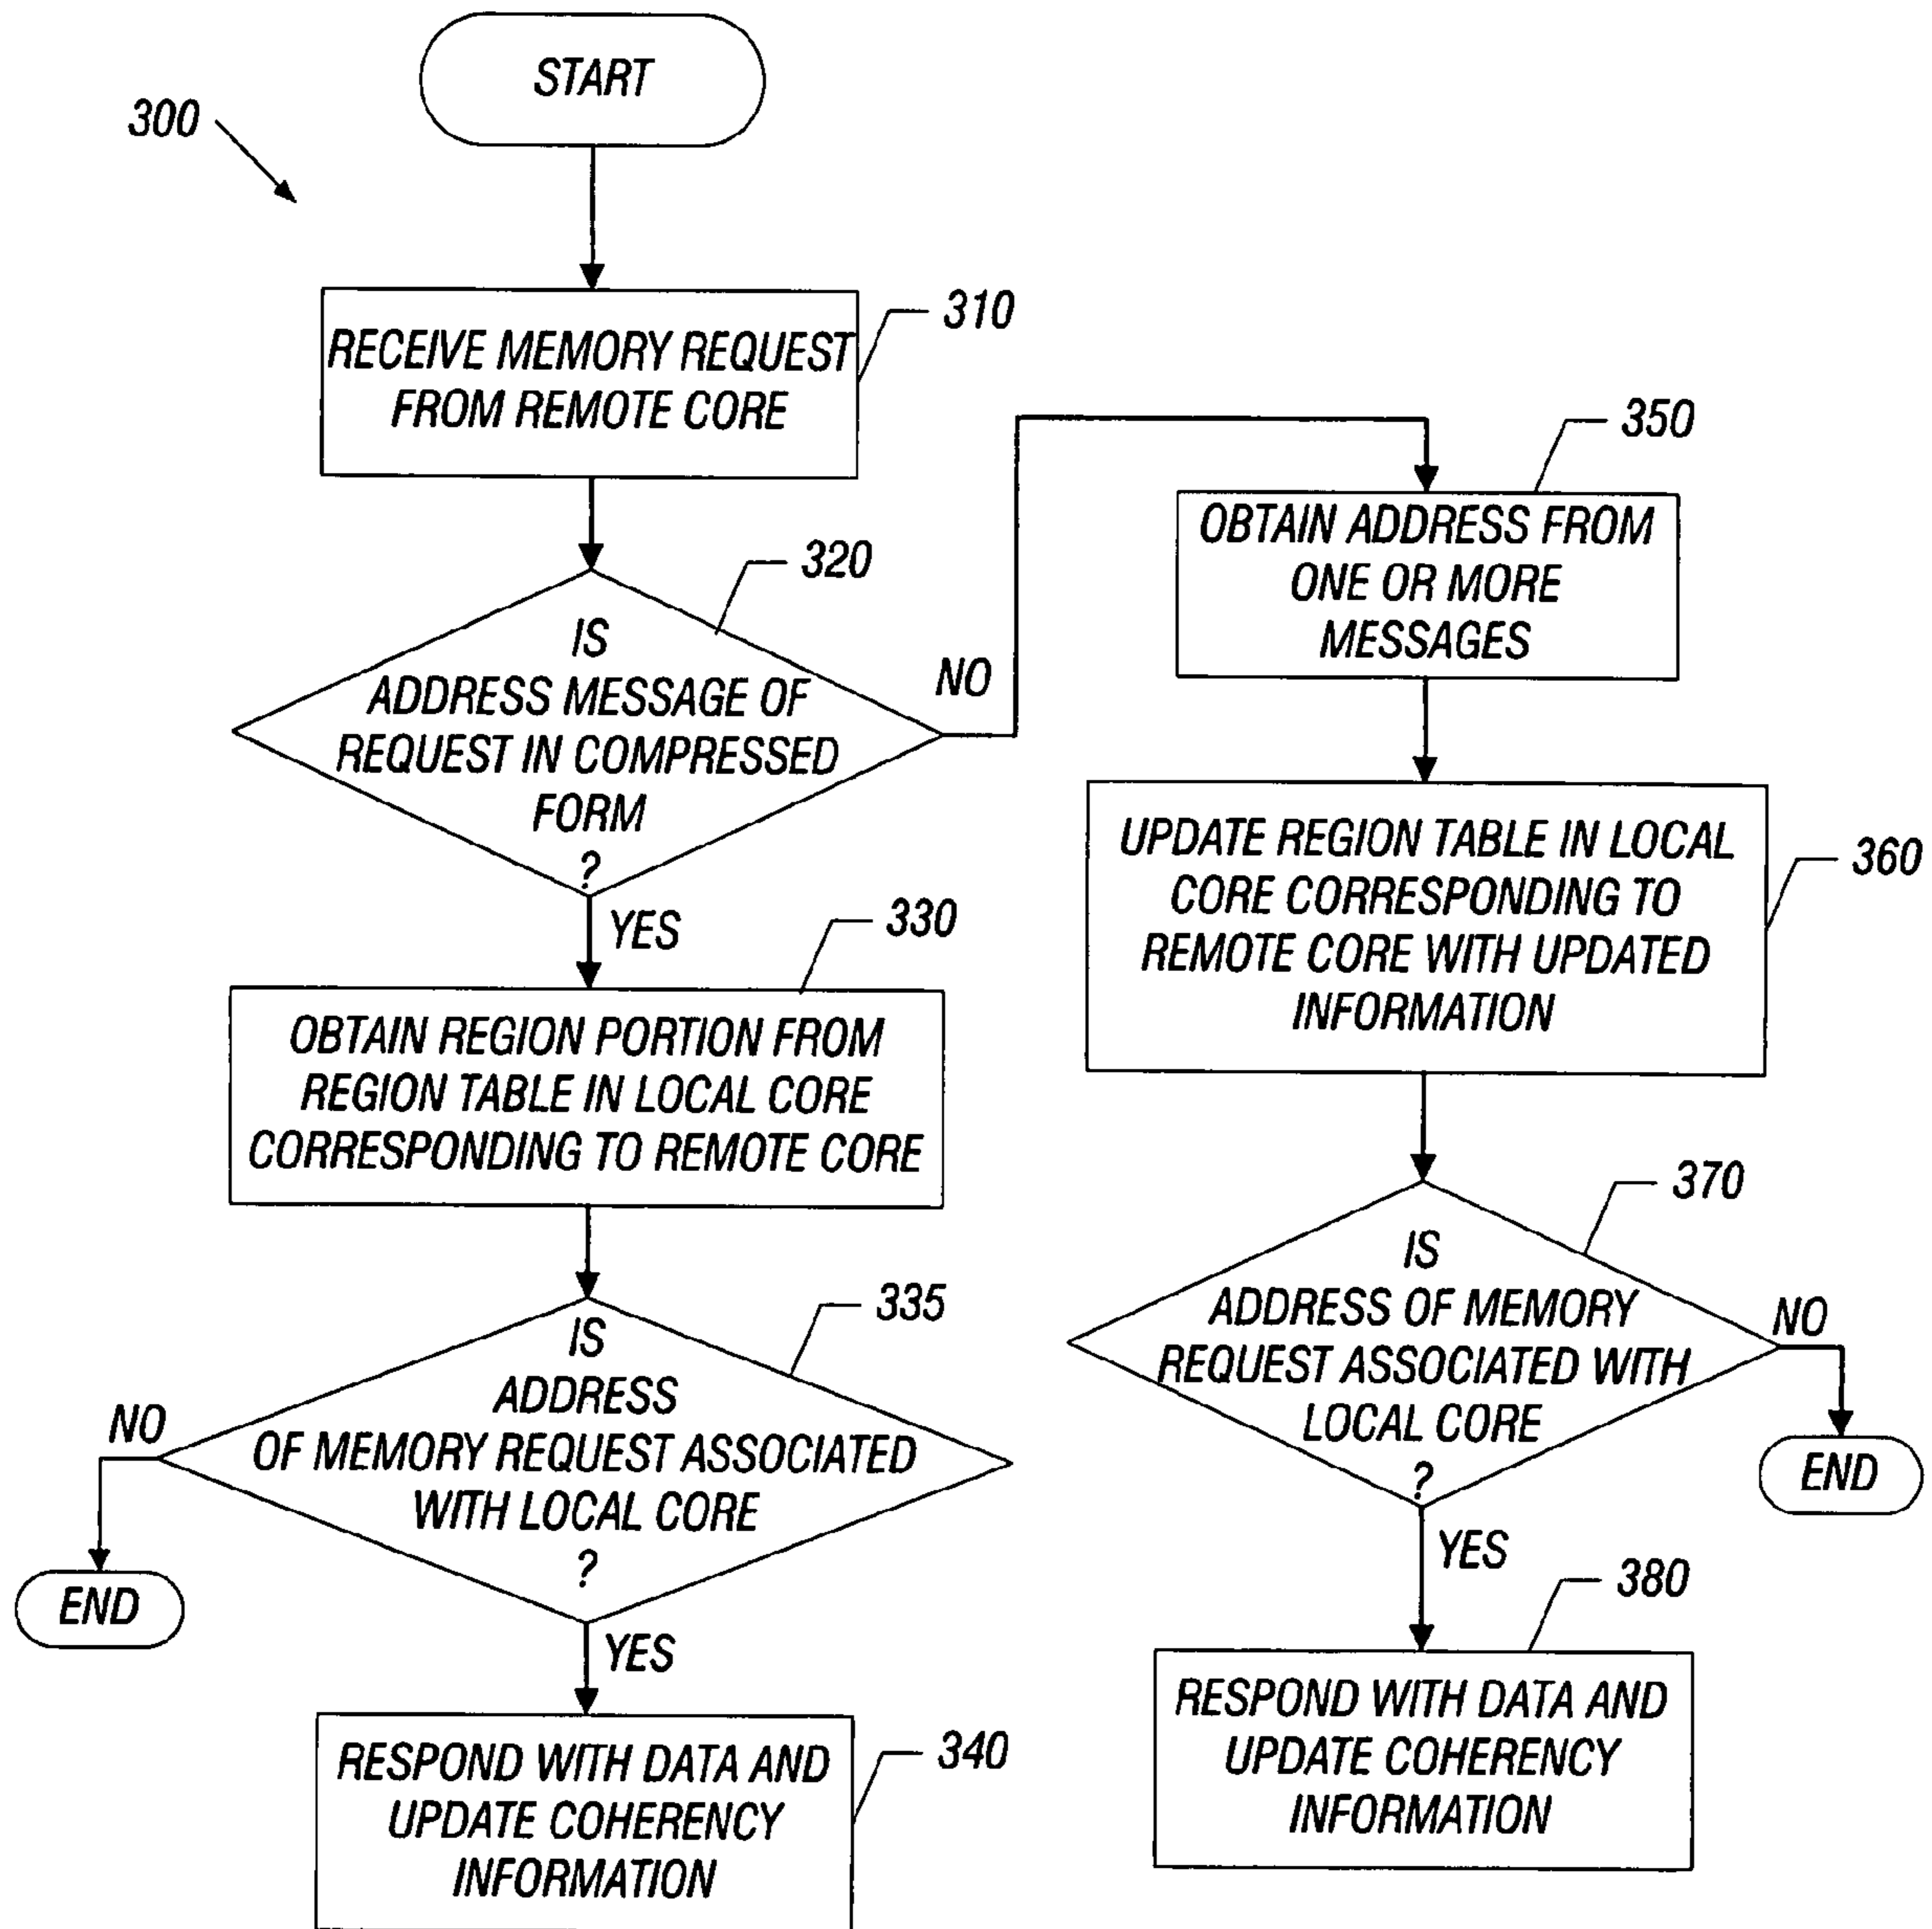 START
300
RECEIVE MEMORY REQUEST
FROM REMOTE CORE
310
IS
ADDRESS MESSAGE OF
REQUEST IN COMPRESSED
FORM
?
320
NO
YES
OBTAIN REGION PORTION FROM
REGION TABLE IN LOCAL CORE
CORRESPONDING TO REMOTE CORE
330
IS
ADDRESS
OF MEMORY REQUEST ASSOCIATED
WITH LOCAL CORE
?
335
NO
END
YES
RESPOND WITH DATA AND
UPDATE COHERENCY
INFORMATION
340
OBTAIN ADDRESS FROM
ONE OR MORE
MESSAGES
350
UPDATE REGION TABLE IN LOCAL
CORE CORRESPONDING TO
REMOTE CORE WITH UPDATED
INFORMATION
360
IS
ADDRESS OF MEMORY
REQUEST ASSOCIATED WITH
LOCAL CORE
?
370
NO
END
YES
RESPOND WITH DATA AND
UPDATE COHERENCY
INFORMATION
380